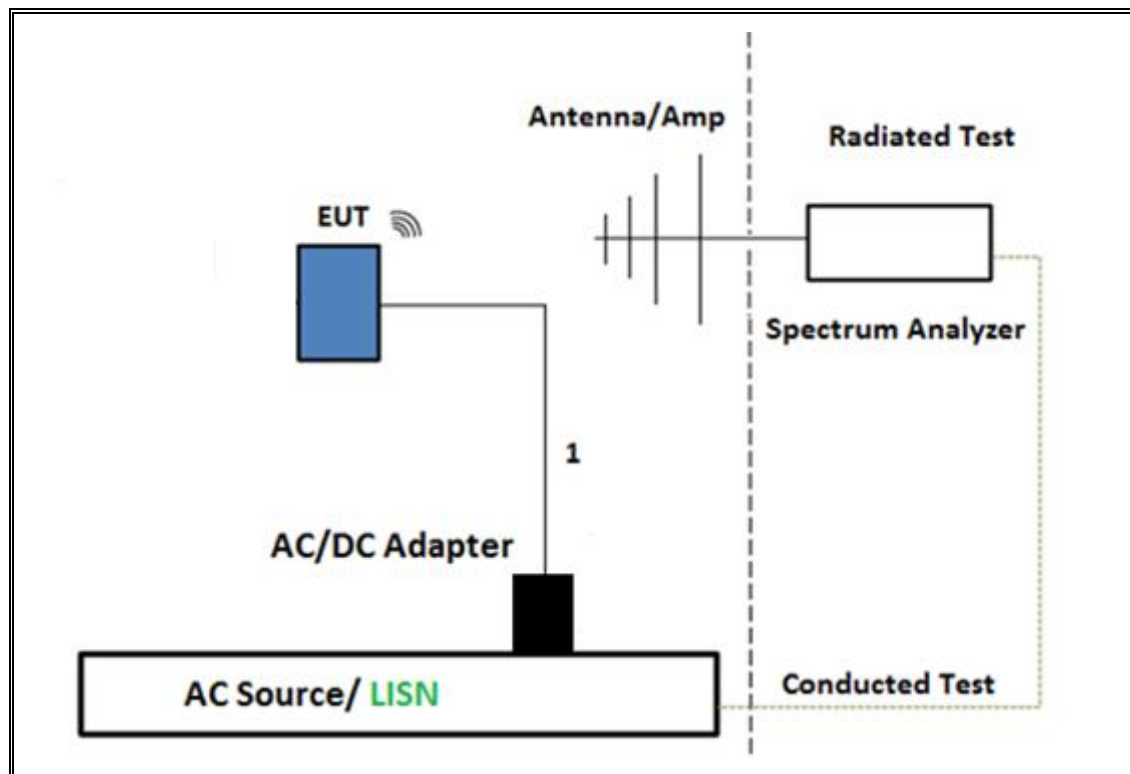 Antenna/Amp
Radiated Test
EUT
Spectrum Analyzer
1
AC/DC Adapter
AC Source/ LISN
Conducted Test